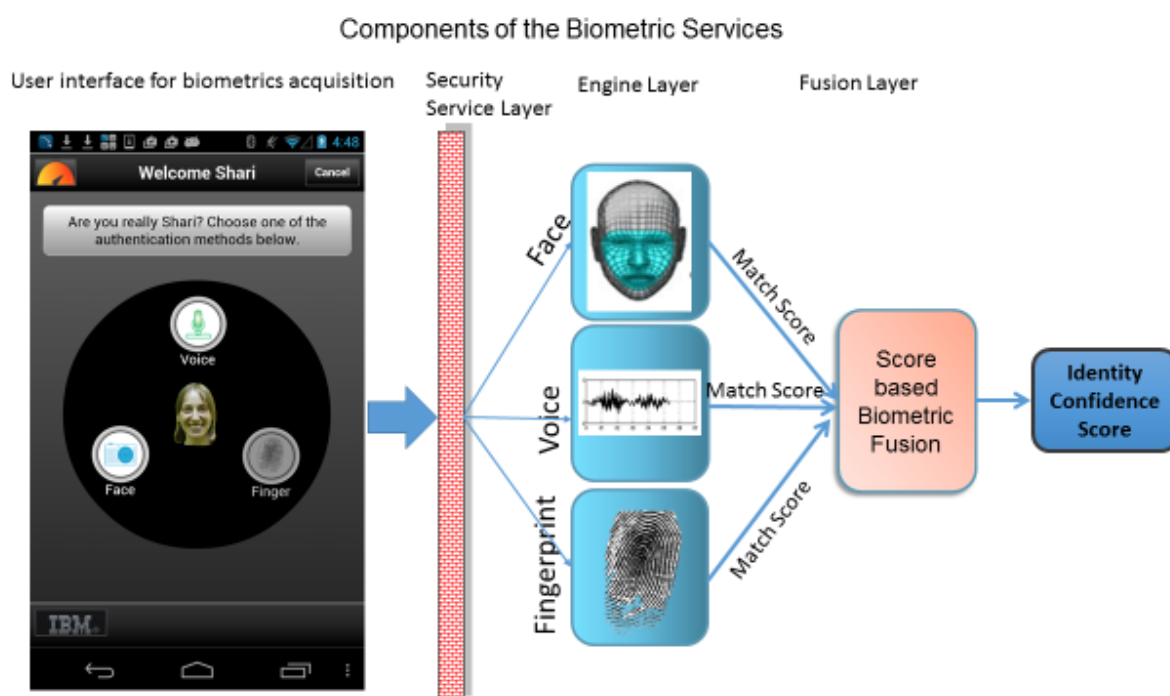 Components of the Biometric Services
User interface for biometrics acquisition
Security
Service Layer
Engine Layer
Fusion Layer
4:48
Welcome Shari
Cancel
Are you really Shari? Choose one of the
authentication methods below.
Voice
Face
Finger
IBM
Face
Voice
Fingerprint
Match Score
Match Score
Match Score
Score
based
Biometric
Fusion
Identity
Confidence
Score